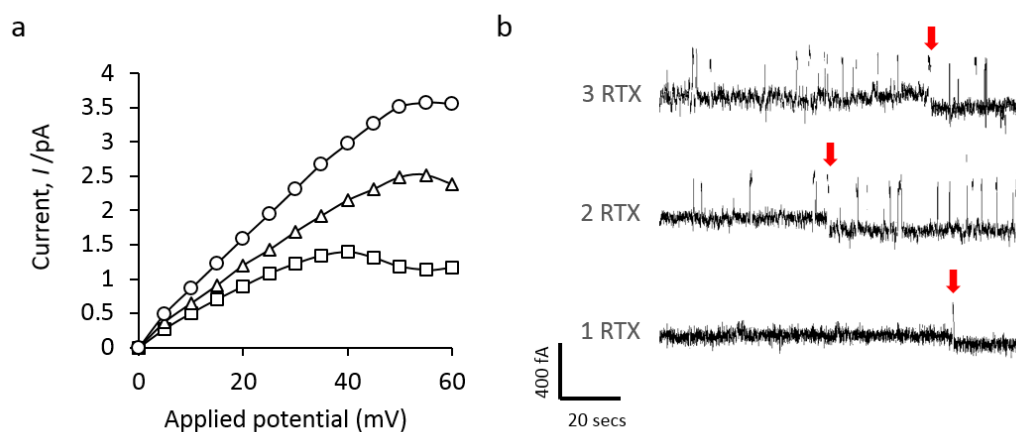 a
Current, I /pA
4
3.5
3
2.5
2
1.5
1
0.5
0
0 20 40 60
Applied potential (mV)
b
3 RTX
2 RTX
1 RTX
400 fA
20 secs